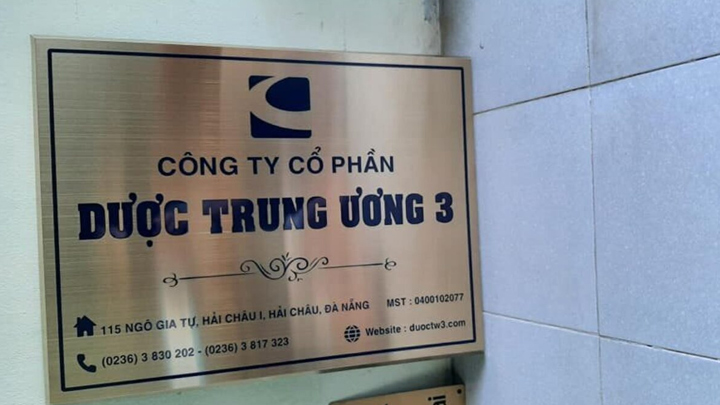 CÔNG TY CỔ PHẦN
DƯỢC TRUNG ƯƠNG 3
115 NGÔ GIA TỰ, HẢI CHÂU I, HẢI CHÂU, ĐÀ NẴNG MST : 0400102077
(0236) 3 830 202 - (0236) 3 817 323 Website : duoctw3.com